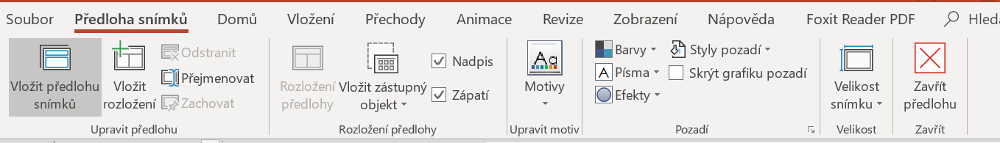 Soubor Předloha snímků Domů Vložení Přechody Animace Revize Zobrazení Nápověda Foxit Reader PDF
Vložit předlohu
snímků
Vložit
rozložení
Odstranit
Přejmenovat
Zachovat
Upravit předlohu
Rozložení
předlohy
Vložit zástupný
objekt
Nadpis
Zápatí
Rozložení předlohy
Aa
Motivy
Upravit motiv
Barvy
A Písma
Efekty
Styly pozadí
Skrýt grafiku pozadí
Pozadí
Velikost
snímku
Velikost
Zavřít
předlohu
Zavřít